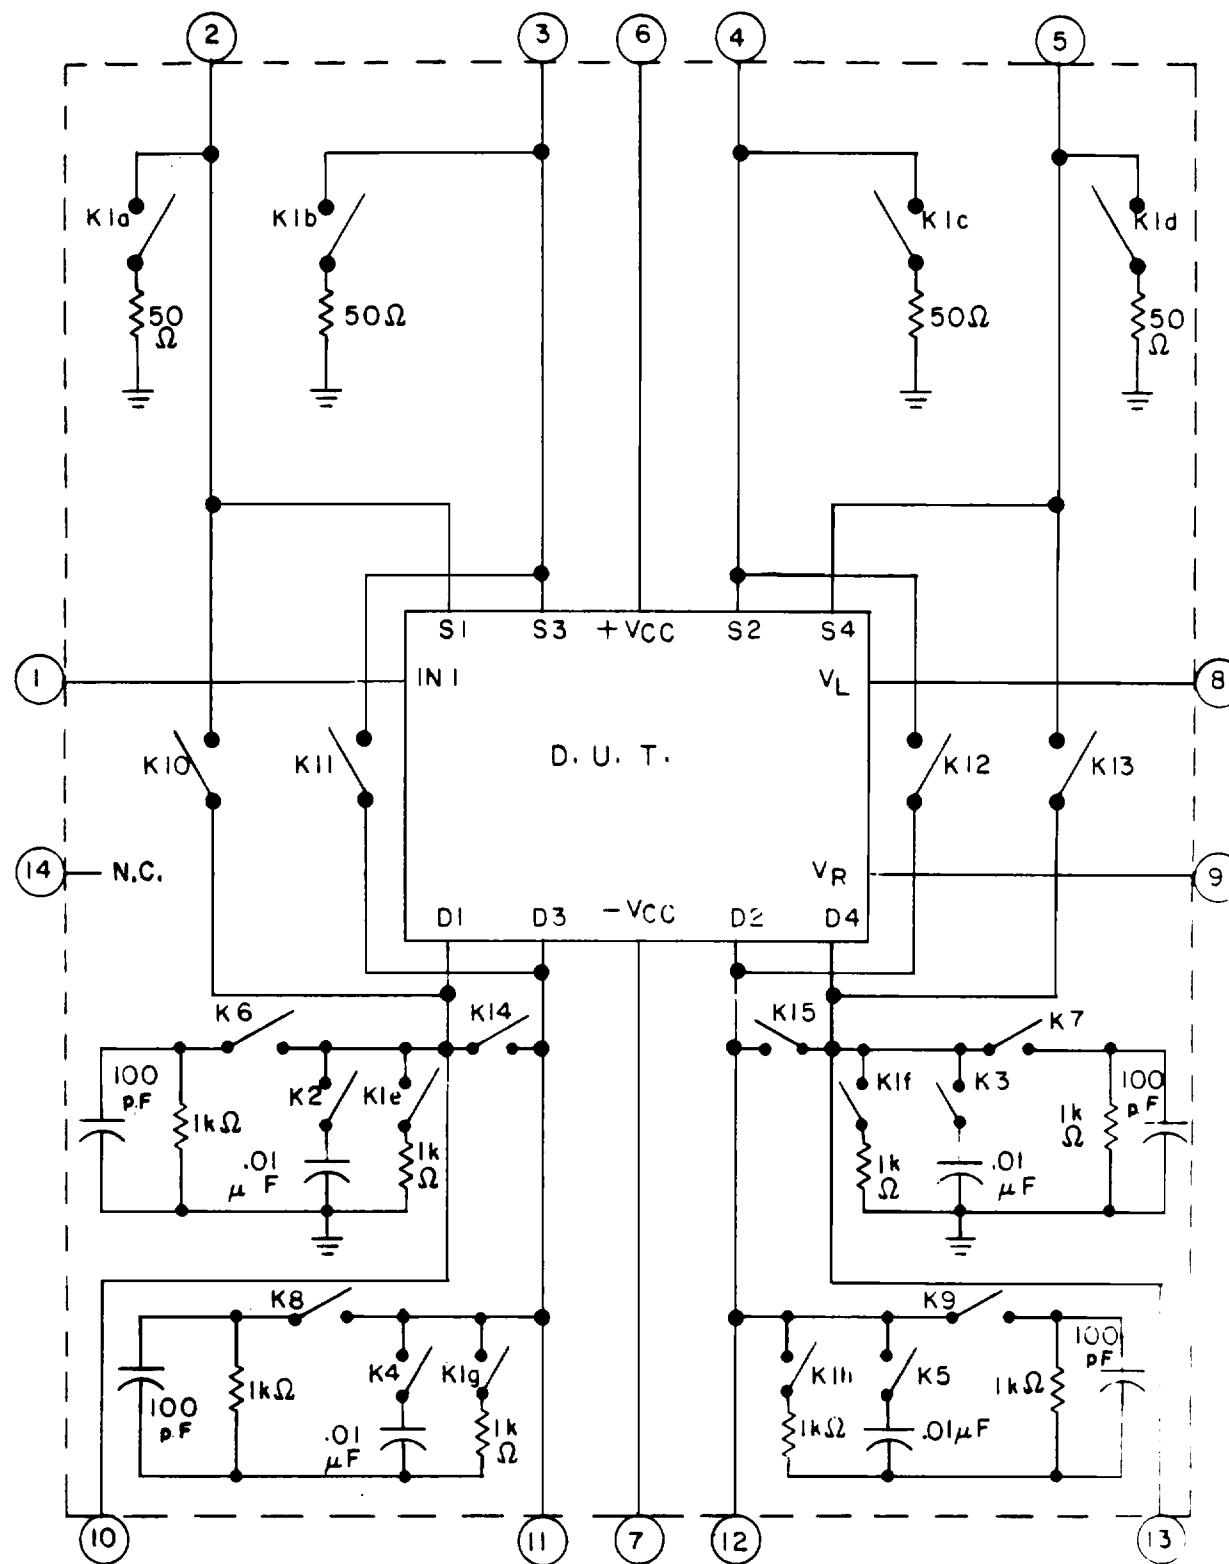 2 3 6 4 5
K1a K1b K1c K1d
50
Ω
50Ω
50Ω
50
Ω
S1 S3 +VCC S2 S4
1 IN 1 VL 8
K10 K11 D. U. T. K12 K13
14 N.C. VR 9
D1 D3 -VCC D2 D4
K6 K14 K15 K7
100
pF
1kΩ
K2 K1e
.01
μF
1k
Ω
K1f K3
1k
Ω
.01
μF
1k
Ω
100
pF
K8 K9
100
pF
1kΩ
K4 K1g
.01
μF
1k
Ω
K1h K5
1kΩ
.01μF
1kΩ
100
pF
10 11 7 12 13